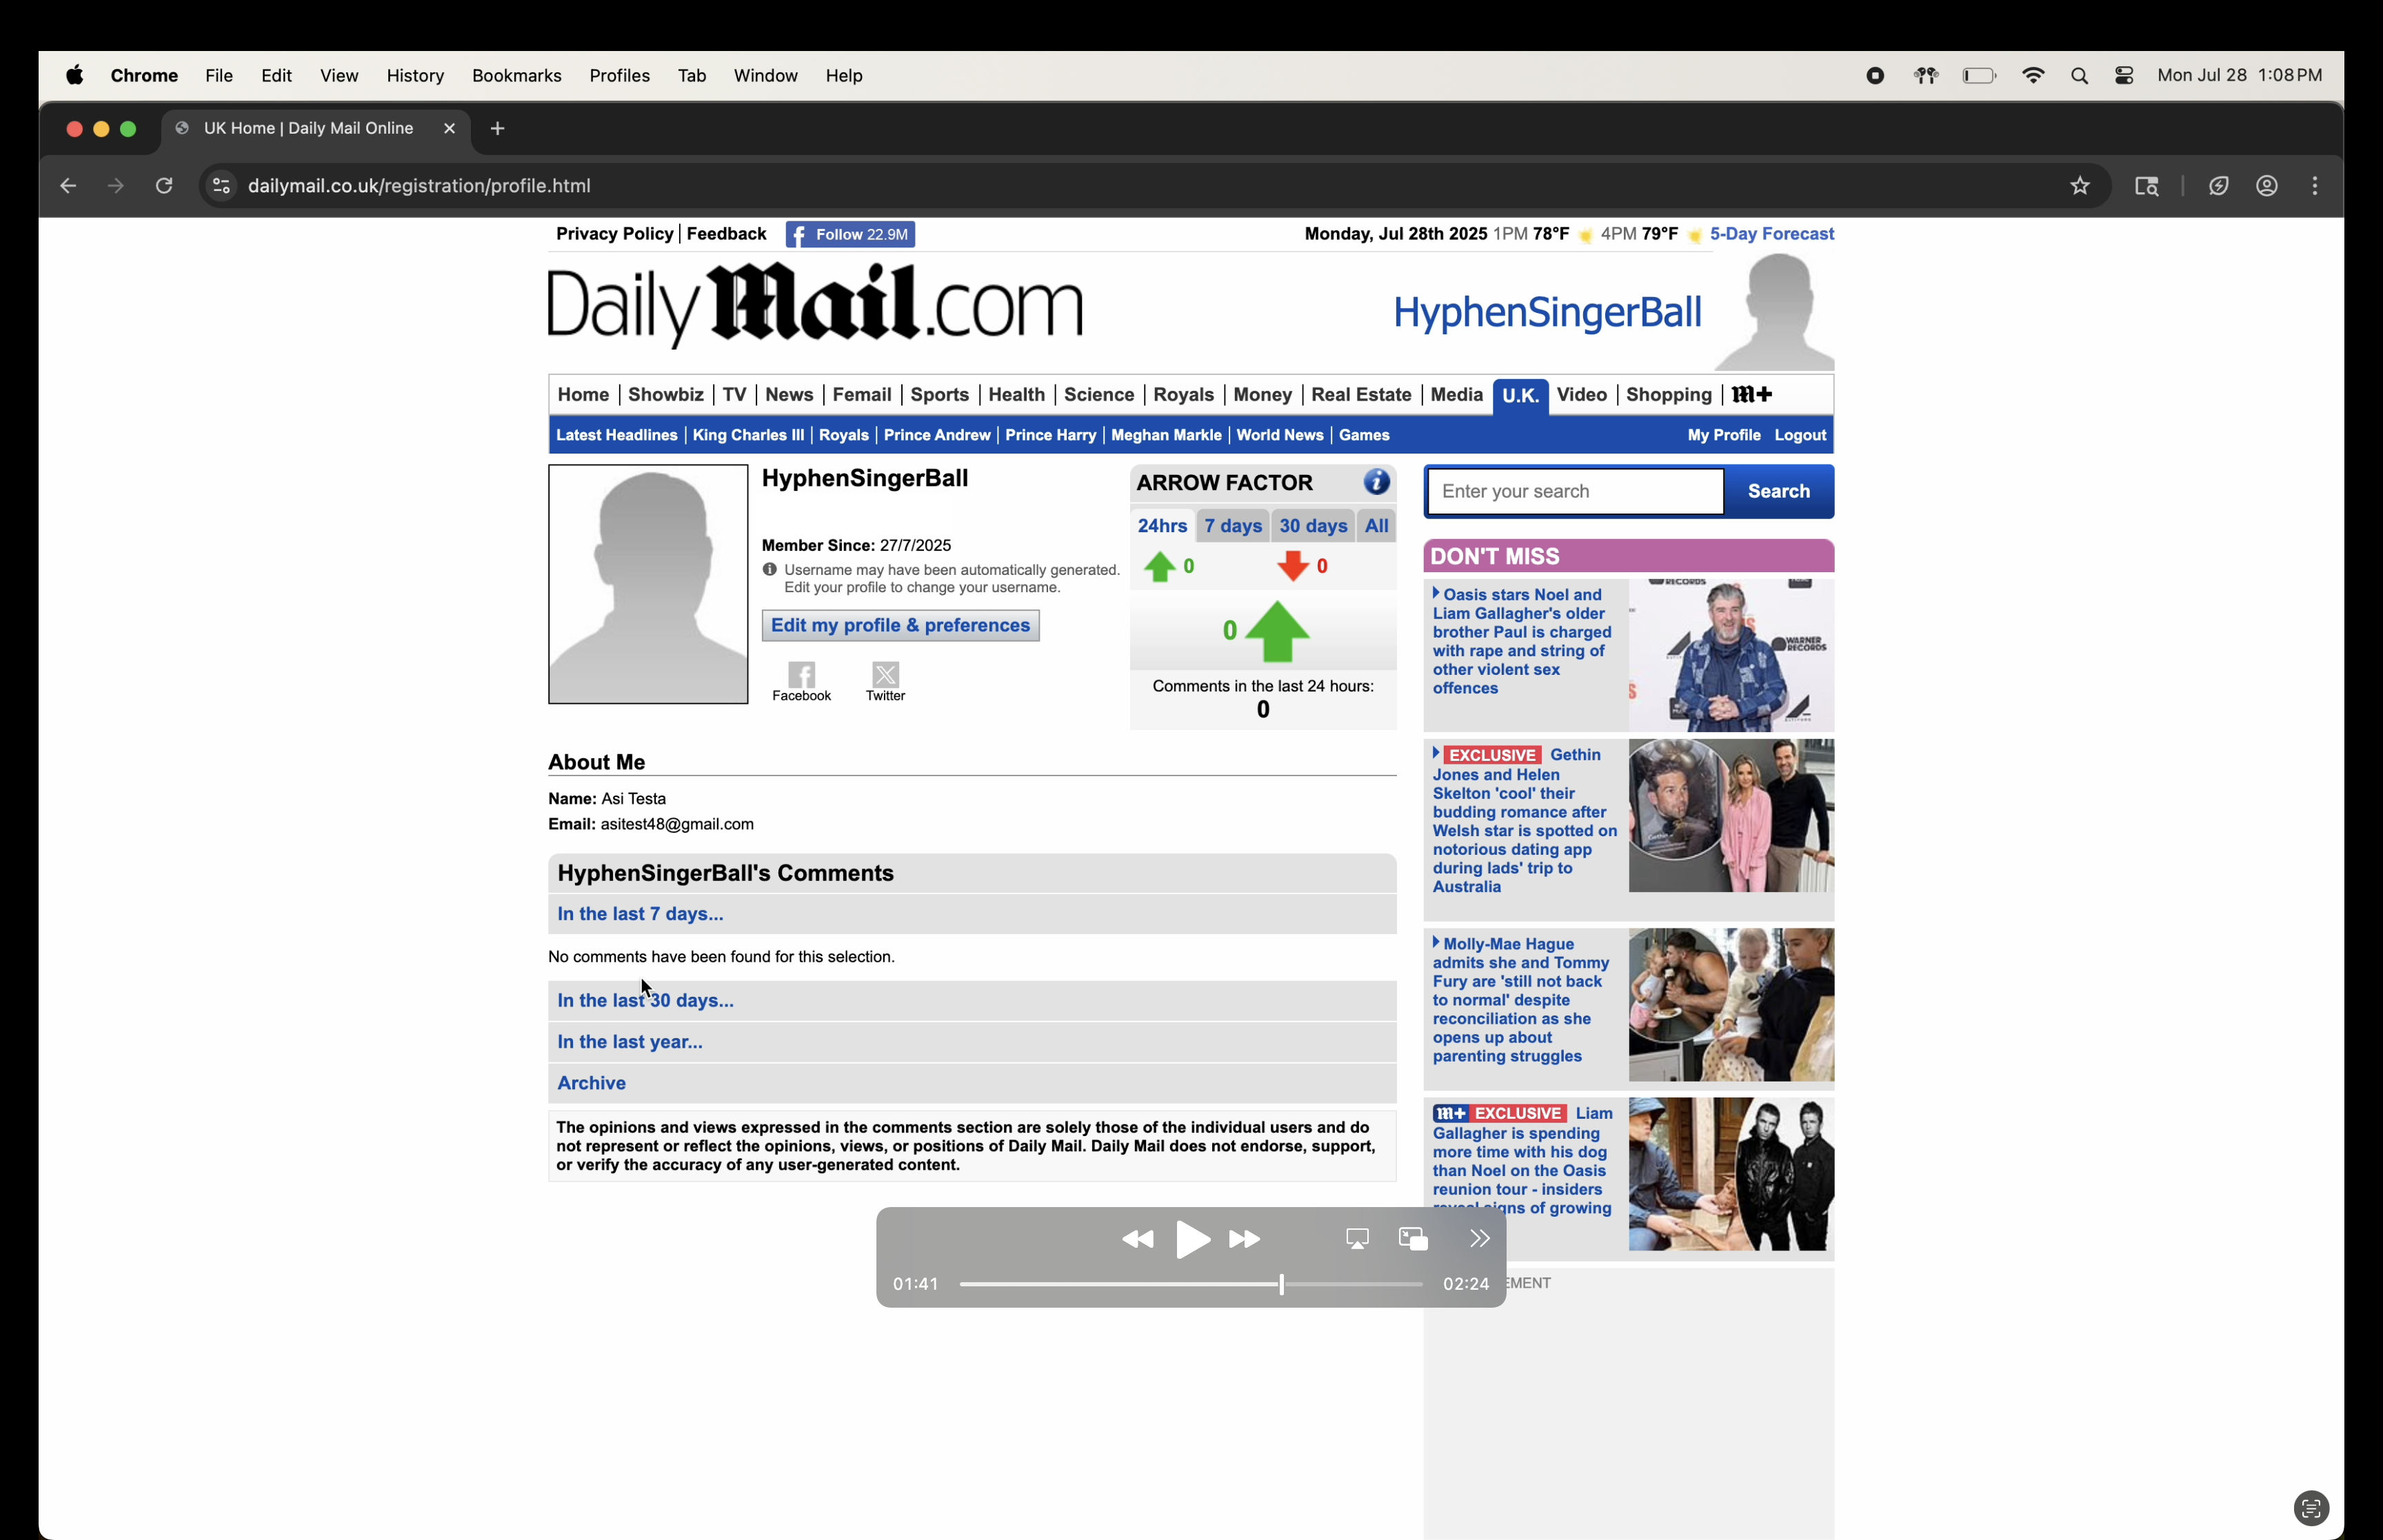 Chrome File Edit View History Bookmarks Profiles Tab Window Help
Mon Jul 28 1:08 PM
UK Home | Daily Mail Online
dailymail.co.uk/registration/profile.html
Privacy Policy | Feedback
Follow 22.9M
Monday, Jul 28th 2025 1PM 78°F 4PM 79°F 5-Day Forecast
Daily Mail.com
HyphenSingerBall
Home | Showbiz | TV | News | Femail | Sports | Health | Science | Royals | Money | Real Estate | Media | U.K. | Video | Shopping | m+
Latest Headlines | King Charles III | Royals | Prince Andrew | Prince Harry | Meghan Markle | World News | Games
My Profile Logout
HyphenSingerBall
Member Since: 27/7/2025
Username may have been automatically generated.
Edit your profile to change your username.
Edit my profile & preferences
Facebook
Twitter
ARROW FACTOR
24hrs 7 days 30 days All
0 0
0
Comments in the last 24 hours:
0
About Me
Name: Asi Testa
Email: asitest48@gmail.com
HyphenSingerBall's Comments
In the last 7 days...
No comments have been found for this selection.
In the last 30 days...
In the last year...
Archive
The opinions and views expressed in the comments section are solely those of the individual users and do
not represent or reflect the opinions, views, or positions of Daily Mail. Daily Mail does not endorse, support,
or verify the accuracy of any user-generated content.
Enter your search
Search
DON'T MISS
Oasis stars Noel and
Liam Gallagher's older
brother Paul is charged
with rape and string of
other violent sex
offences
RECORDS
WARNER
RECORDS
EXCLUSIVE Gethin
Jones and Helen
Skelton 'cool' their
budding romance after
Welsh star is spotted on
notorious dating app
during lads' trip to
Australia
Molly-Mae Hague
admits she and Tommy
Fury are 'still not back
to normal' despite
reconciliation as she
opens up about
parenting struggles
m+ EXCLUSIVE Liam
Gallagher is spending
more time with his dog
than Noel on the Oasis
reunion tour - insiders
reveal signs of growing
EMENT
01:41
02:24